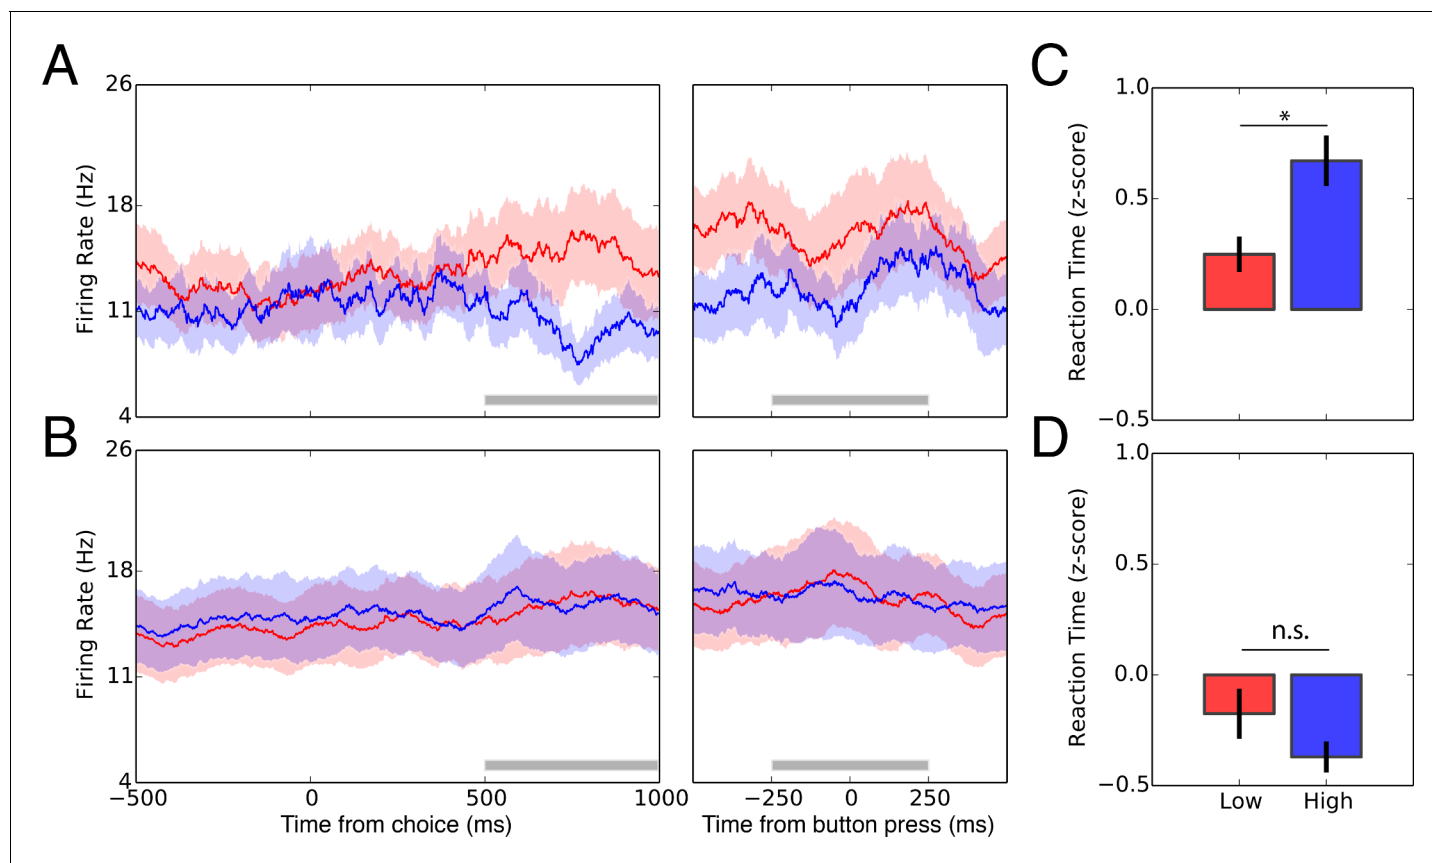 A
26
18
11
4
Firing Rate (Hz)
B
26
18
11
4
Firing Rate (Hz)
−500
0
500
1000
Time from choice (ms)
−250
0
250
Time from button press (ms)
C
1.0
0.5
0.0
−0.5
Reaction Time (z-score)
*
D
1.0
0.5
0.0
−0.5
Reaction Time (z-score)
n.s.
Low
High